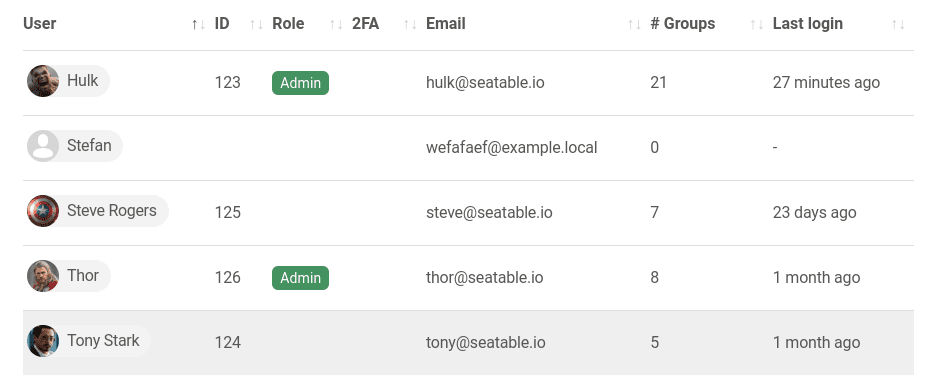 User ↑↓ ID ↑↓ Role ↑↓ 2FA ↑↓ Email ↑↓ # Groups ↑↓ Last login ↑↓
Hulk 123 Admin hulk@seatable.io 21 27 minutes ago
Stefan wefafaef@example.local 0 -
Steve Rogers 125 steve@seatable.io 7 23 days ago
Thor 126 Admin thor@seatable.io 8 1 month ago
Tony Stark 124 tony@seatable.io 5 1 month ago